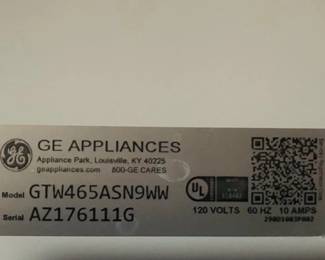 GE APPLIANCES
Appliance Park, Louisville, KY 40225
geappliances.com 800-GE CARES
Model GTW465ASN9WW
Serial AZ176111G
UL
120 VOLTS 60 HZ 10 AMPS